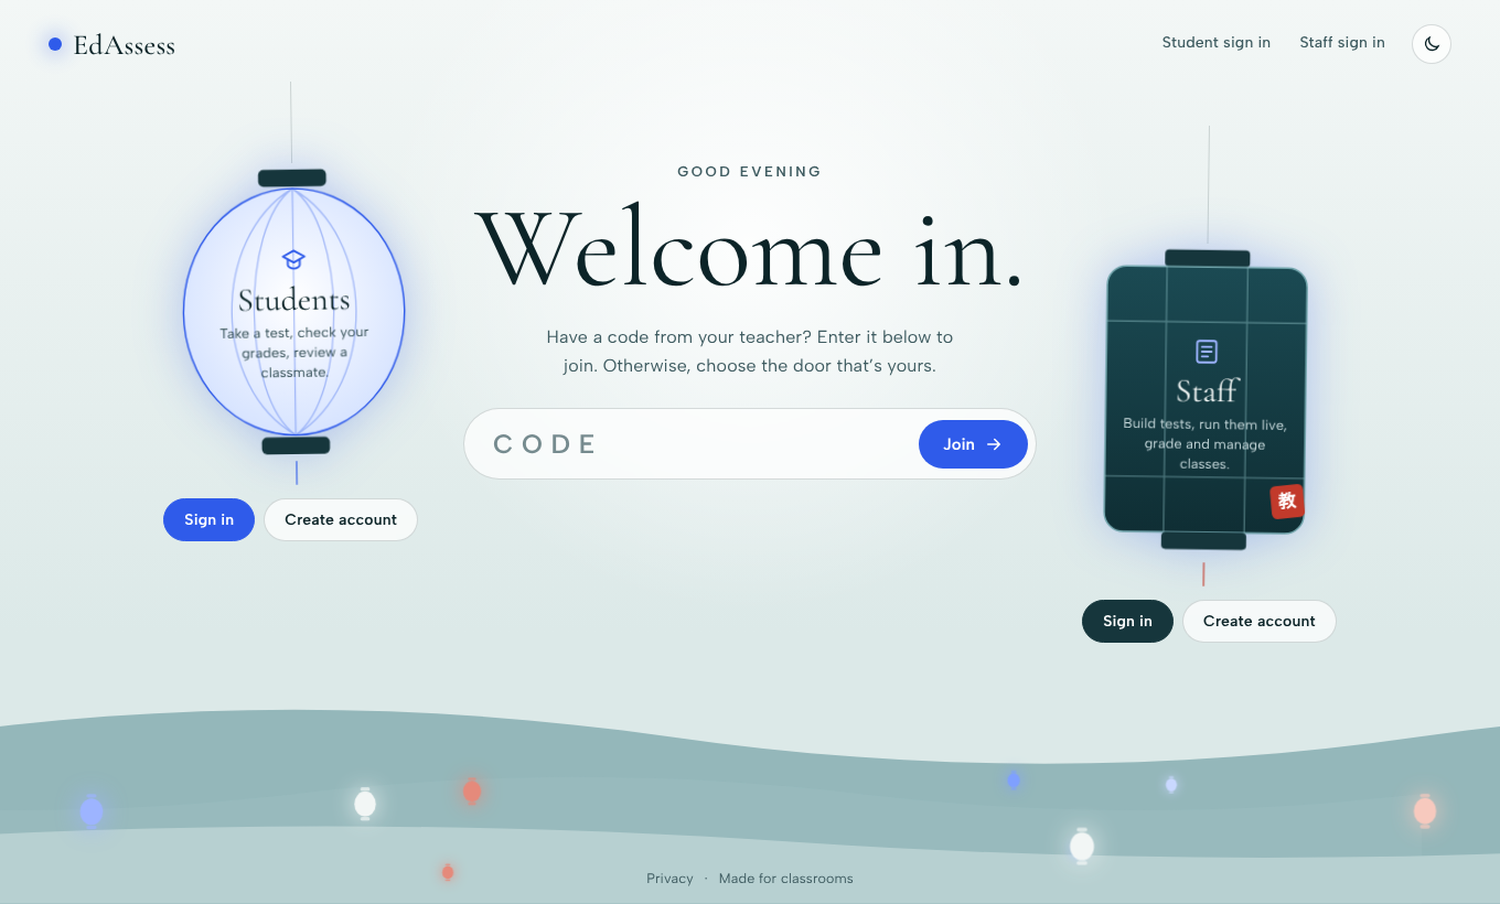 EdAssess
Student sign in
Staff sign in
GOOD EVENING
Welcome in.
Have a code from your teacher? Enter it below to
join. Otherwise, choose the door that’s yours.
CODE
Join
Students
Take a test, check your
grades, review a
classmate.
Sign in
Create account
Staff
Build tests, run them live,
grade and manage
classes.
教
Sign in
Create account
Privacy · Made for classrooms